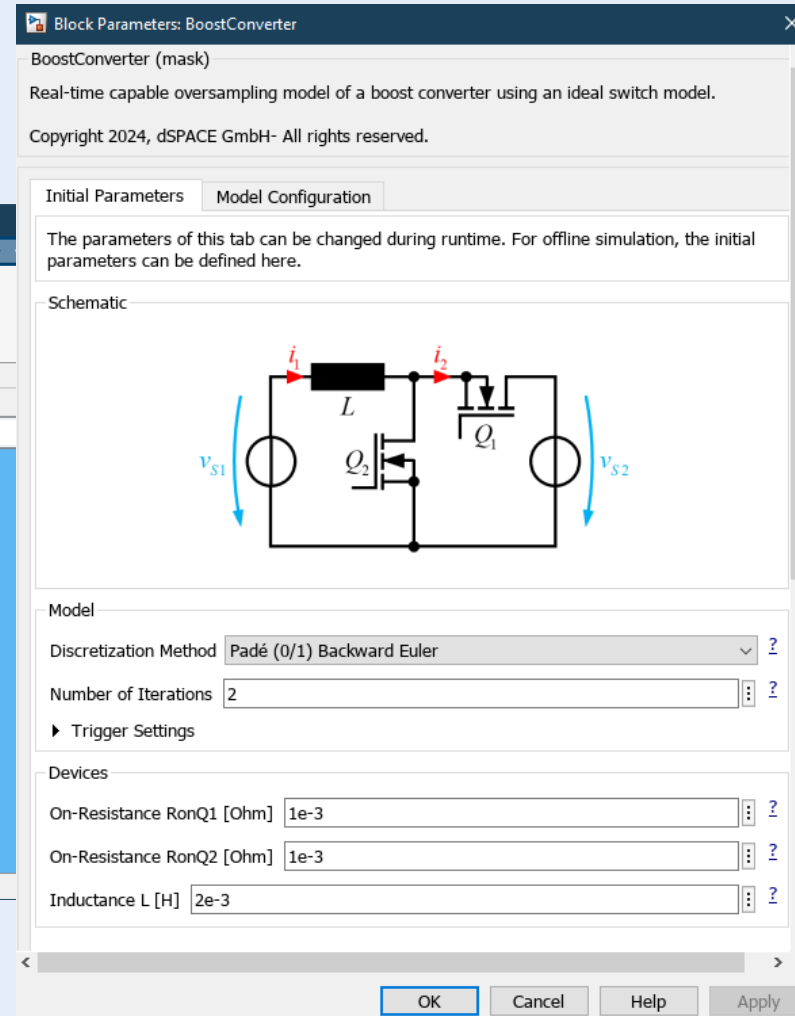 Block Parameters: BoostConverter
BoostConverter (mask)
Real-time capable oversampling model of a boost converter using an ideal switch model.
Copyright 2024, dSPACE GmbH- All rights reserved.
Initial Parameters
Model Configuration
The parameters of this tab can be changed during runtime. For offline simulation, the initial
parameters can be defined here.
Schematic
i1
i2
L
Q1
Q2
vS1
vS2
Model
Discretization Method Padé (0/1) Backward Euler ?
Number of Iterations 2 ?
Trigger Settings
Devices
On-Resistance RonQ1 [Ohm] 1e-3 ?
On-Resistance RonQ2 [Ohm] 1e-3 ?
Inductance L [H] 2e-3 ?
OK
Cancel
Help
Apply